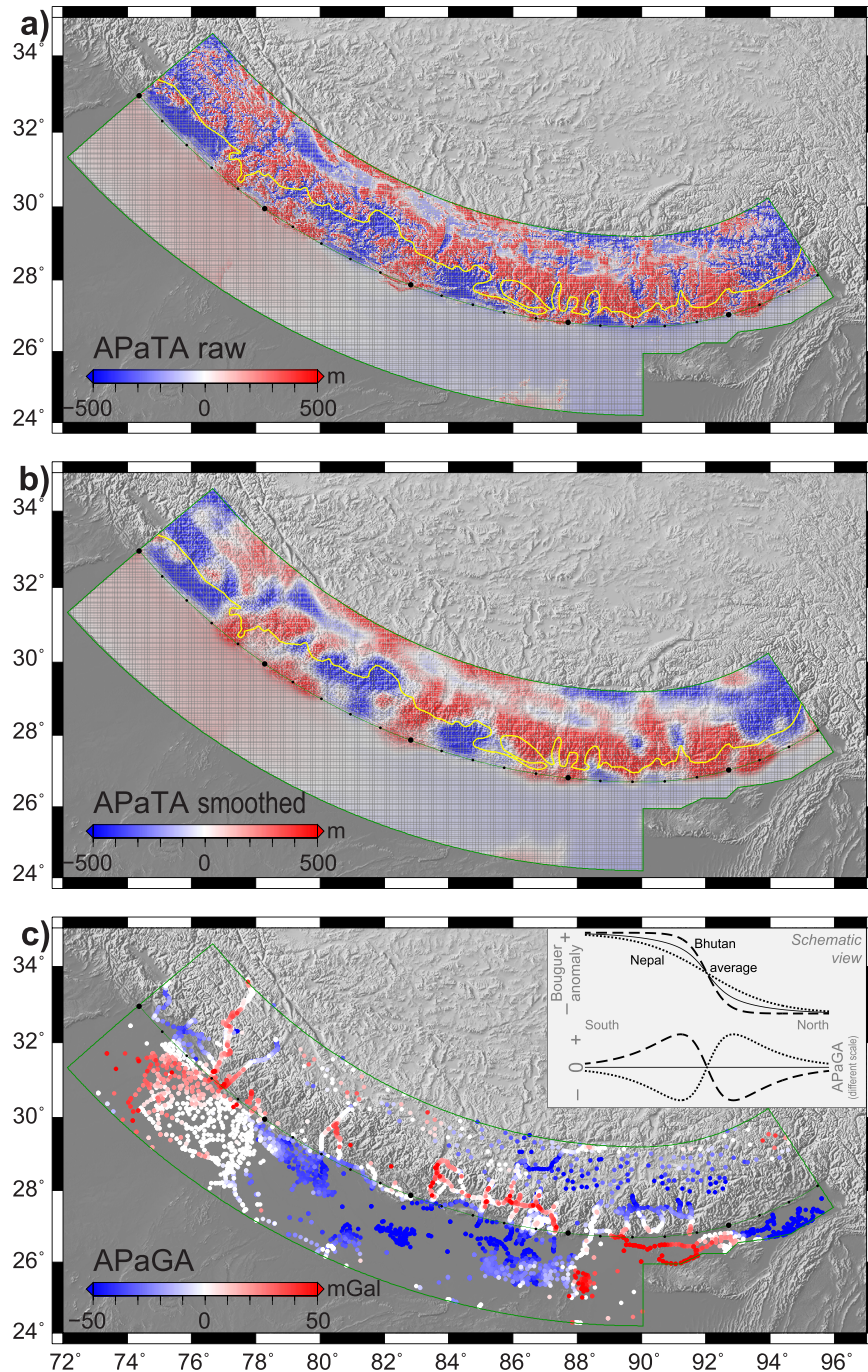 a)
34°
32°
30°
28°
26°
24°
APaTA raw
m
−500 0 500
b)
34°
32°
30°
28°
26°
24°
APaTA smoothed
m
−500 0 500
c)
34°
32°
30°
28°
26°
24°
Bouguer anomaly
− +
Nepal
Bhutan
average
Schematic view
South North
− 0 +
APaGA
(different scale)
APaGA
mGal
−50 0 50
72° 74° 76° 78° 80° 82° 84° 86° 88° 90° 92° 94° 96°